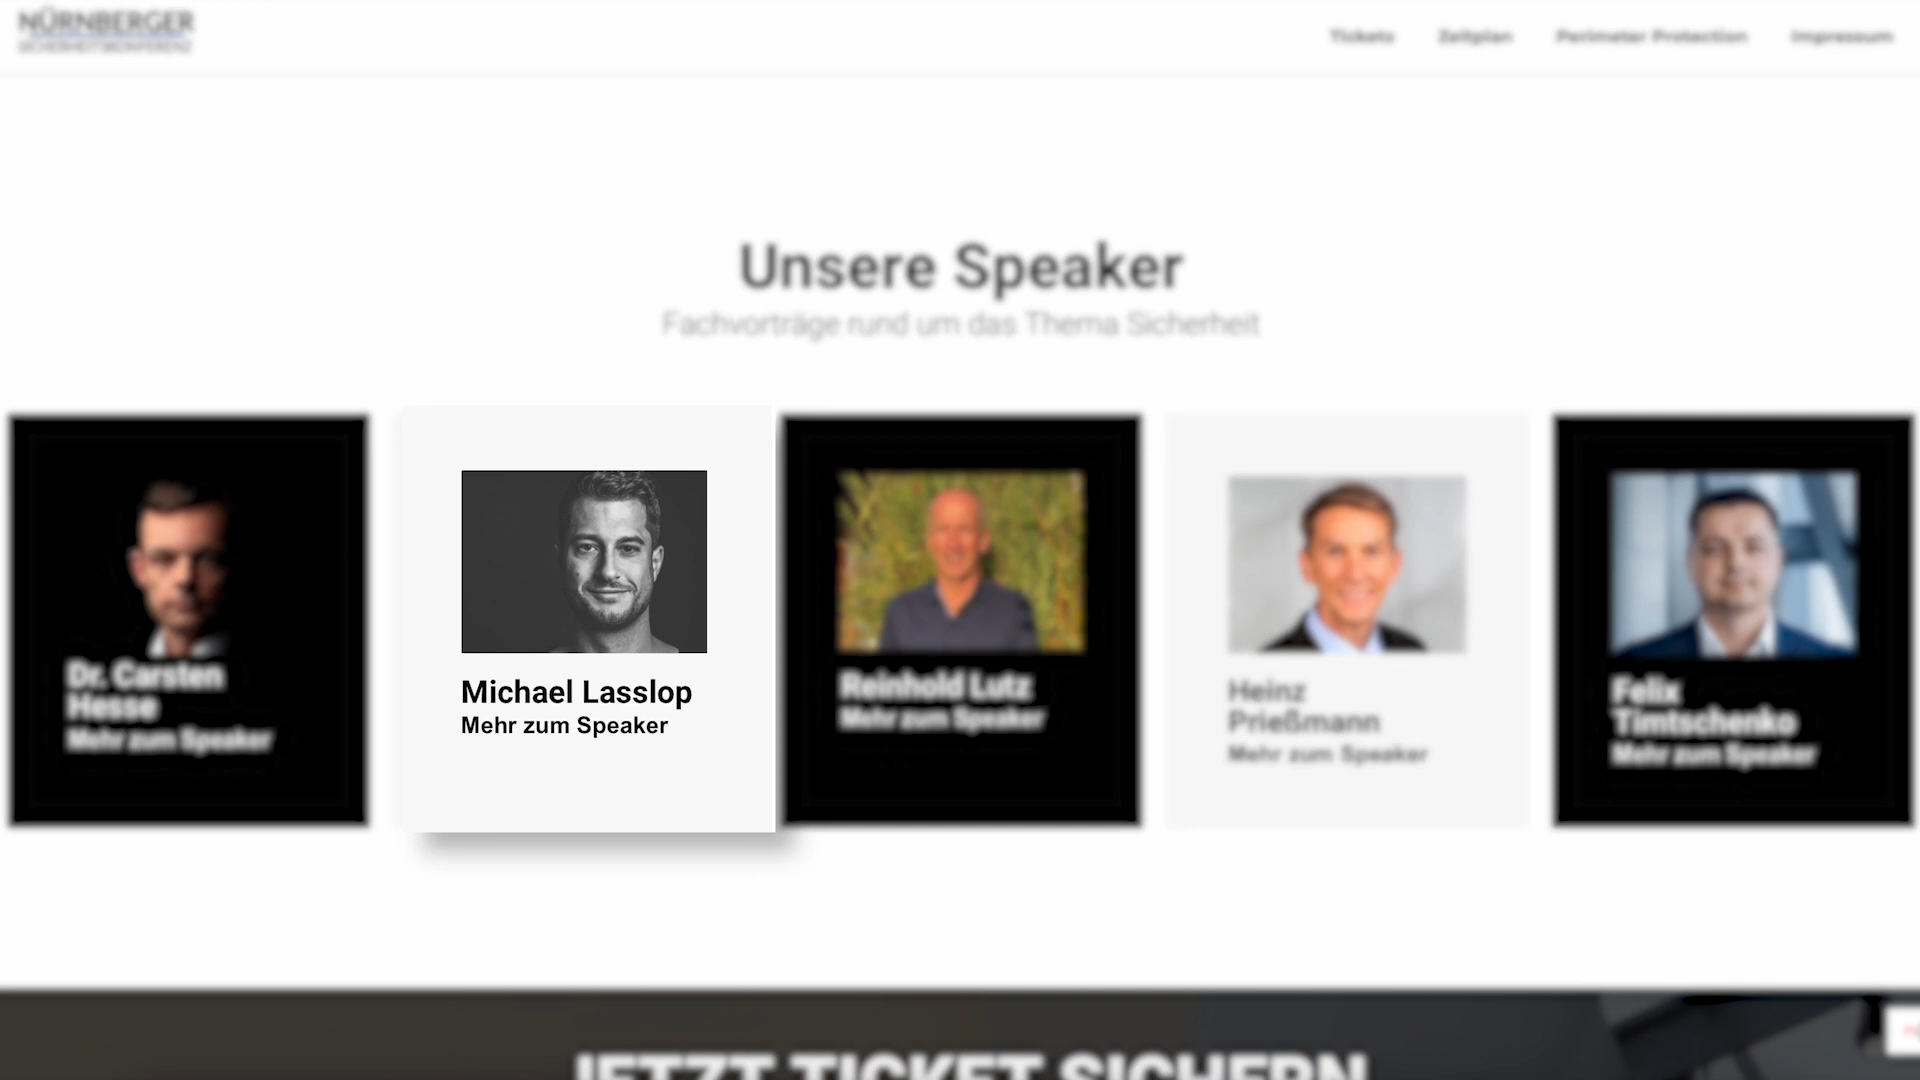 NÜRNBERGER
SICHERHEITSKONFERENZ
Tickets
Zeitplan
Perimeter Protection
Impressum
Unsere Speaker
Fachvorträge rund um das Thema Sicherheit
Dr. Carsten
Hesse
Mehr zum Speaker
Michael Lasslop
Mehr zum Speaker
Reinhold Lutz
Mehr zum Speaker
Heinz
Prießmann
Mehr zum Speaker
Felix
Timtschenko
Mehr zum Speaker
JETZT TICKET SICHERN